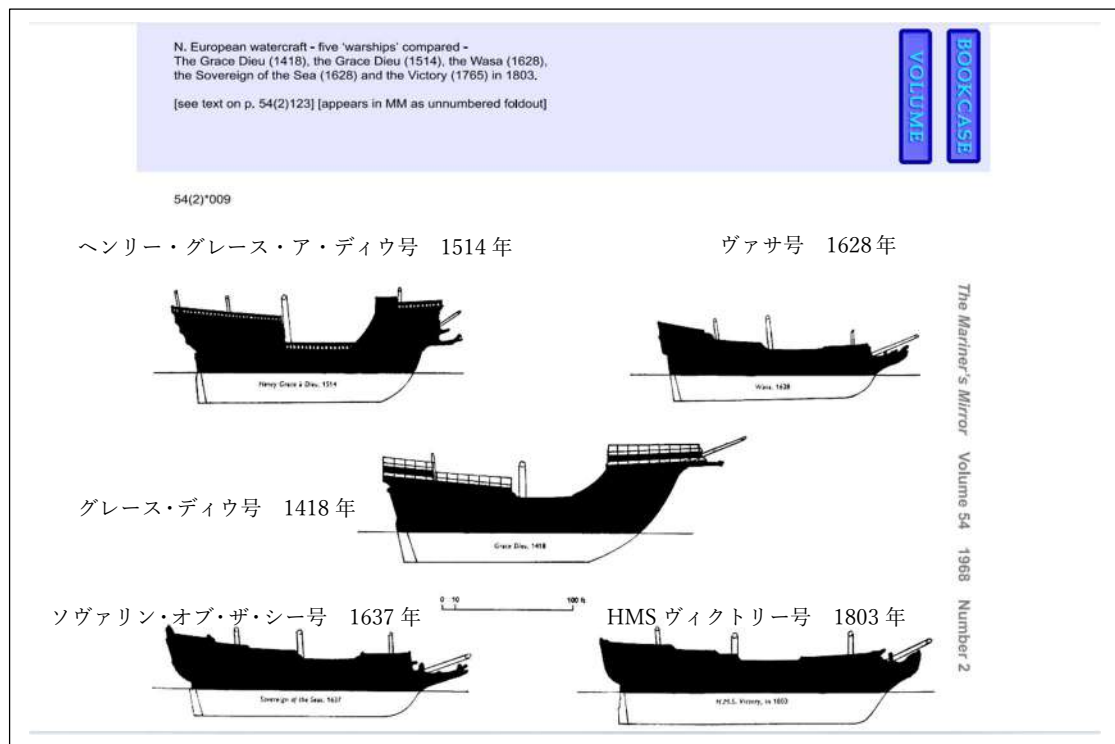 N. European watercraft - five 'warships' compared -
The Grace Dieu (1418), the Grace Dieu (1514), the Wasa (1628),
the Sovereign of the Sea (1628) and the Victory (1765) in 1803.
[see text on p. 54(2)123] [appears in MM as unnumbered foldout]
VOLUME
BOOKCASE
54(2)*009
ヘンリー・グレース・ア・ディウ号 1514年
ヴァサ号 1628年
Henry Grace à Dieu, 1514
Wasa, 1628
The Mariner's Mirror Volume 54 1968 Number 2
グレース・ディウ号 1418年
Grace Dieu, 1418
0 10 100 ft
ソヴァリン・オブ・ザ・シー号 1637年
HMSヴィクトリー号 1803年
Sovereign of the Seas, 1637
H.M.S. Victory, in 1803